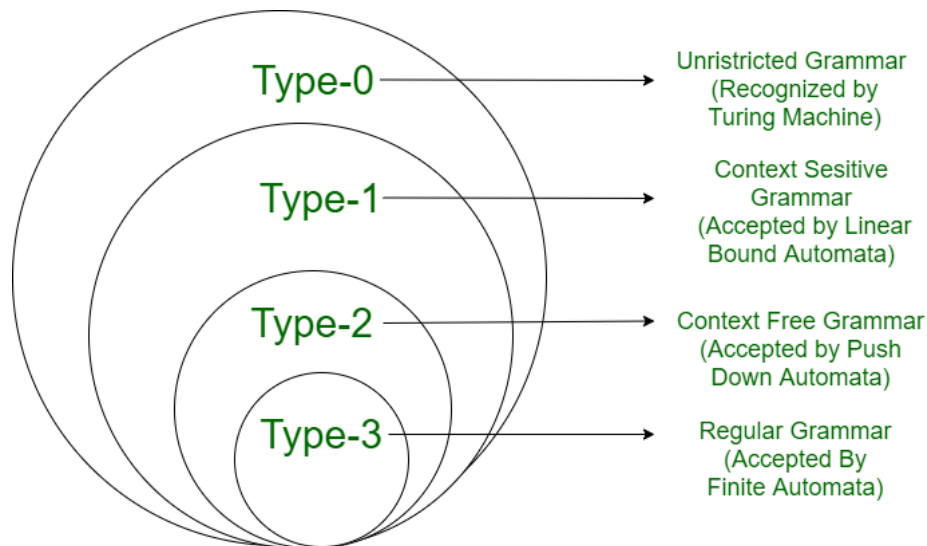 Type-0
Unristricted Grammar
(Recognized by
Turing Machine)
Type-1
Context Sesitive
Grammar
(Accepted by Linear
Bound Automata)
Type-2
Context Free Grammar
(Accepted by Push
Down Automata)
Type-3
Regular Grammar
(Accepted By
Finite Automata)